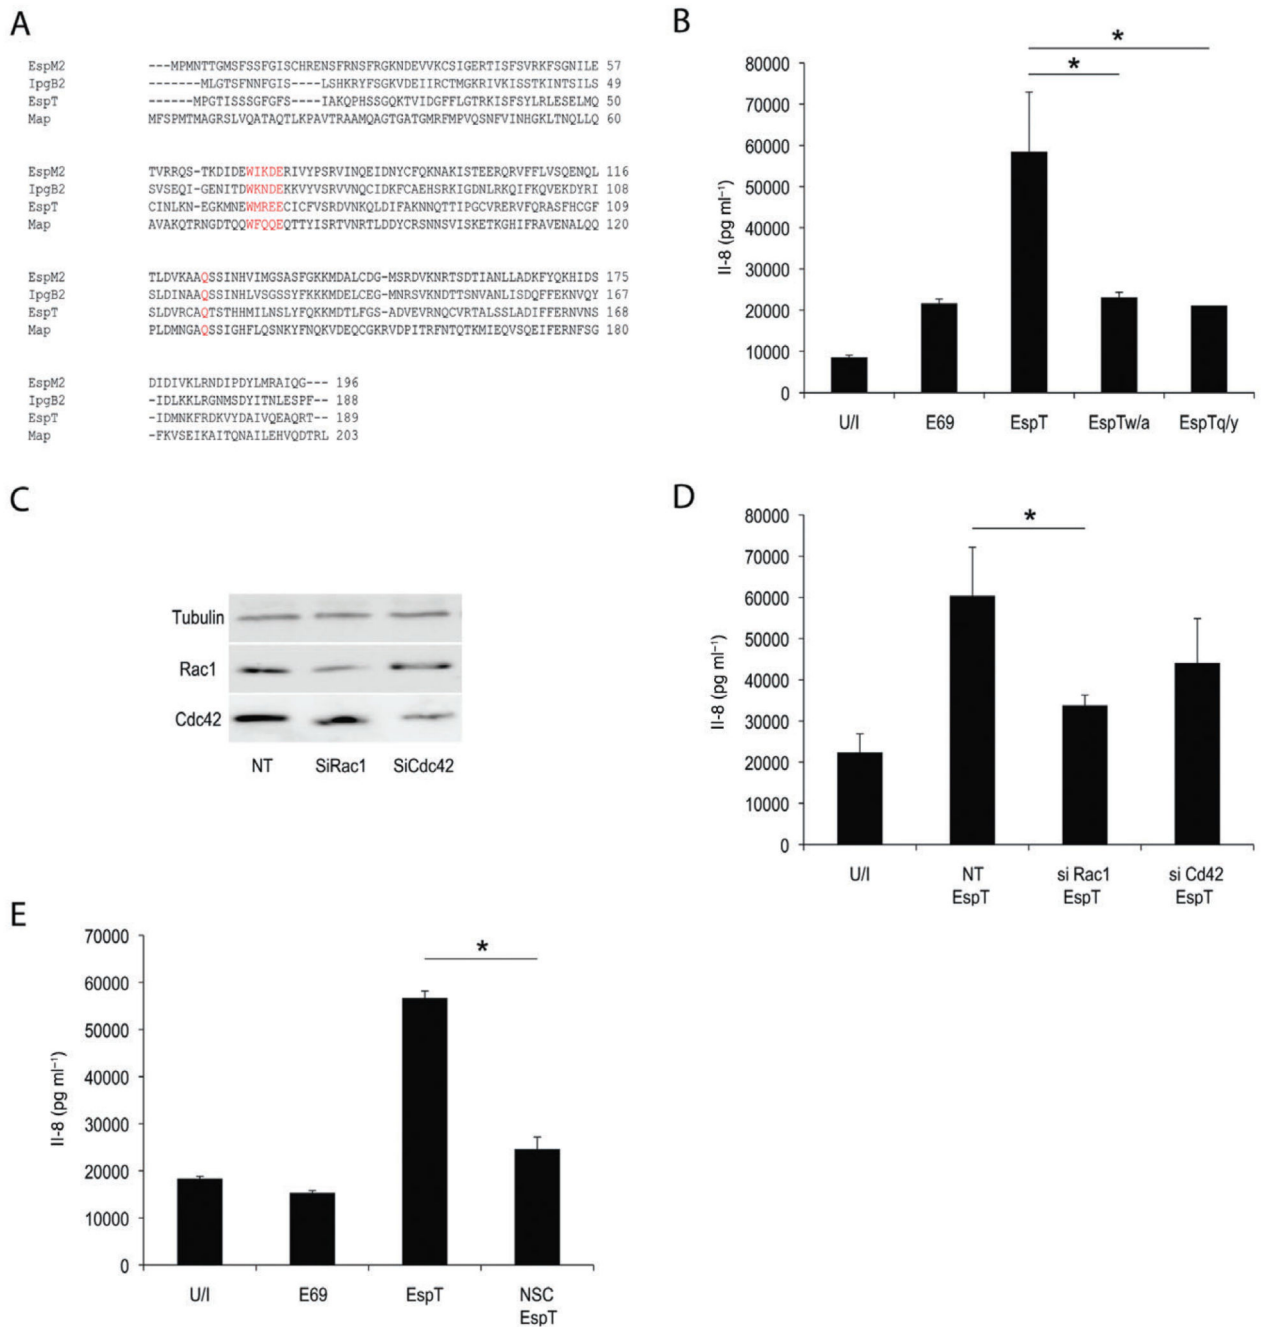 A
EspM2 ---MPMNTTGMSFSSFGISCHRENSFRNSFRGKNDEVVKCSIGERTISFSVRKFSGNILE 57
IpgB2 -------MLGTSFNNFGIS----LSHKRYFSGKVDEIIRCTMGKRIVKISSTKINTSILS 49
EspT ------MPGTISSSGFGFS----IAKQPHSSGQKTVIDGFFLGTRKISFSYLRLESELMQ 50
Map MFSPMTMAGRSLVQATAQTLKPAVTRAAMQAGTGATGMRFMPVQSNFVINHGKLTNQLLQ 60
EspM2 TVRRQS-TKDIDEWIKDERIVYPSRVINQEIDNYCFQKNAKISTEERQRVFFLVSQENQL 116
IpgB2 SVSEQI-GENITDWKNDEKKVYVSRVVNQCIDKFCAEHSRKIGDNLRKQIFKQVEKDYRI 108
EspT CINLKN-EGKMNEWMREECICFVSRDVNKQLDIFAKNNQTTIPGCVRERVFQRASFHCGF 109
Map AVAKQTRNGDTQQWFQQEQTTYISRTVNRTLDDYCRSNNSVISKETKGHIFRAVENALQQ 120
EspM2 TLDVKAAQSSINHVIMGSASFGKKMDALCDG-MSRDVKNRTSDTIANLLADKFYQKHIDS 175
IpgB2 SLDINAAQSSINHLVSGSSYFKKKMDELCEG-MNRSVKNDTTSNVANLISDQFFEKNVQY 167
EspT SLDVRCAQTSTHHMILNSLYFQKKMDTLFGS-ADVEVRNQCVRTALSSLADIFFERNVNS 168
Map PLDMNGAQSSIGHFLQSNKYFNQKVDEQCGKRVDPITRFNTQTKMIEQVSQEIFERNFSG 180
EspM2 DIDIVKLRNDIPDYLMRAIQG--- 196
IpgB2 -IDLKKLRGNMSDYITNLESPF-- 188
EspT -IDMNKFRDKVYDAIVQEAQRT-- 189
Map -FKVSEIKAITQNAILEHVQDTRL 203
B
*
*
80000
70000
60000
50000
40000
30000
20000
10000
0
Il-8 (pg ml⁻¹)
U/I E69 EspT EspTw/a EspTq/y
C
Tubulin
Rac1
Cdc42
NT SiRac1 SiCdc42
D
*
80000
70000
60000
50000
40000
30000
20000
10000
0
Il-8 (pg ml⁻¹)
U/I NT si Rac1 si Cd42
EspT EspT EspT
E
*
70000
60000
50000
40000
30000
20000
10000
0
Il-8 (pg ml⁻¹)
U/I E69 EspT NSC
EspT